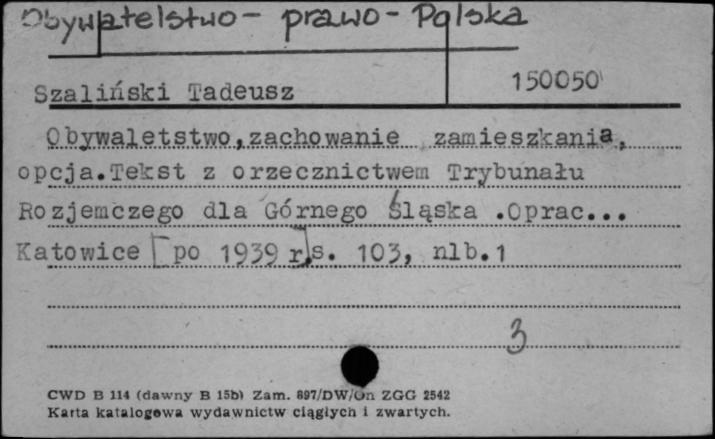 Obywatelstwo - prawo - Polska
Szaliński Tadeusz 150050
Obywaletstwo, zachowanie zamieszkania,
opcja. Tekst z orzecznictwem Trybunału
Rozjemczego dla Górnego Śląska .Oprac...
Katowice [po 1939 r]s. 103, nlb.1
3
CWD B 114 (dawny B 15b) Zam. 897/DW/On ZGG 2542
Karta katalogowa wydawnictw ciągłych i zwartych.